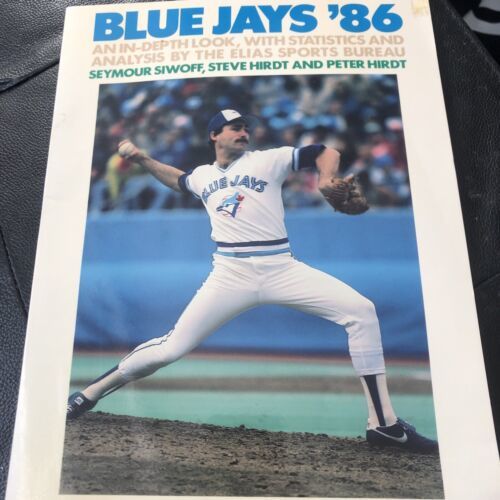 BLUE JAYS '86
AN IN-DEPTH LOOK, WITH STATISTICS AND
ANALYSIS BY THE ELIAS SPORTS BUREAU
SEYMOUR SIWOFF, STEVE HIRDT AND PETER HIRDT
BLUE JAYS